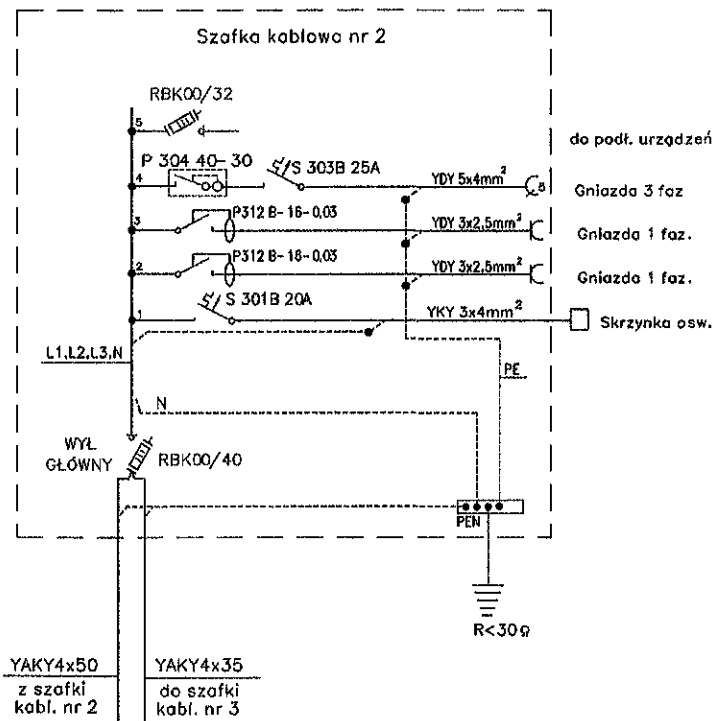 Szafka kablowa nr 2
RBK00/32
5
do podł. urządzeń
P 304 40-30
S 303B 25A
4
YDY 5x4mm²
Gniazda 3 faz
3
P312 B-16-0,03
YDY 3x2,5mm²
Gniazda 1 faz.
2
P312 B-18-0,03
YDY 3x2,5mm²
Gniazda 1 faz.
1
S 301B 20A
YKY 3x4mm²
Skrzynka osw.
L1,L2,L3,N
PE
N
WYŁ.
GŁÓWNY
RBK00/40
PEN
R<30Ω
YAKY4x50
z szafki
kabl. nr 2
YAKY4x35
do szafki
kabl. nr 3